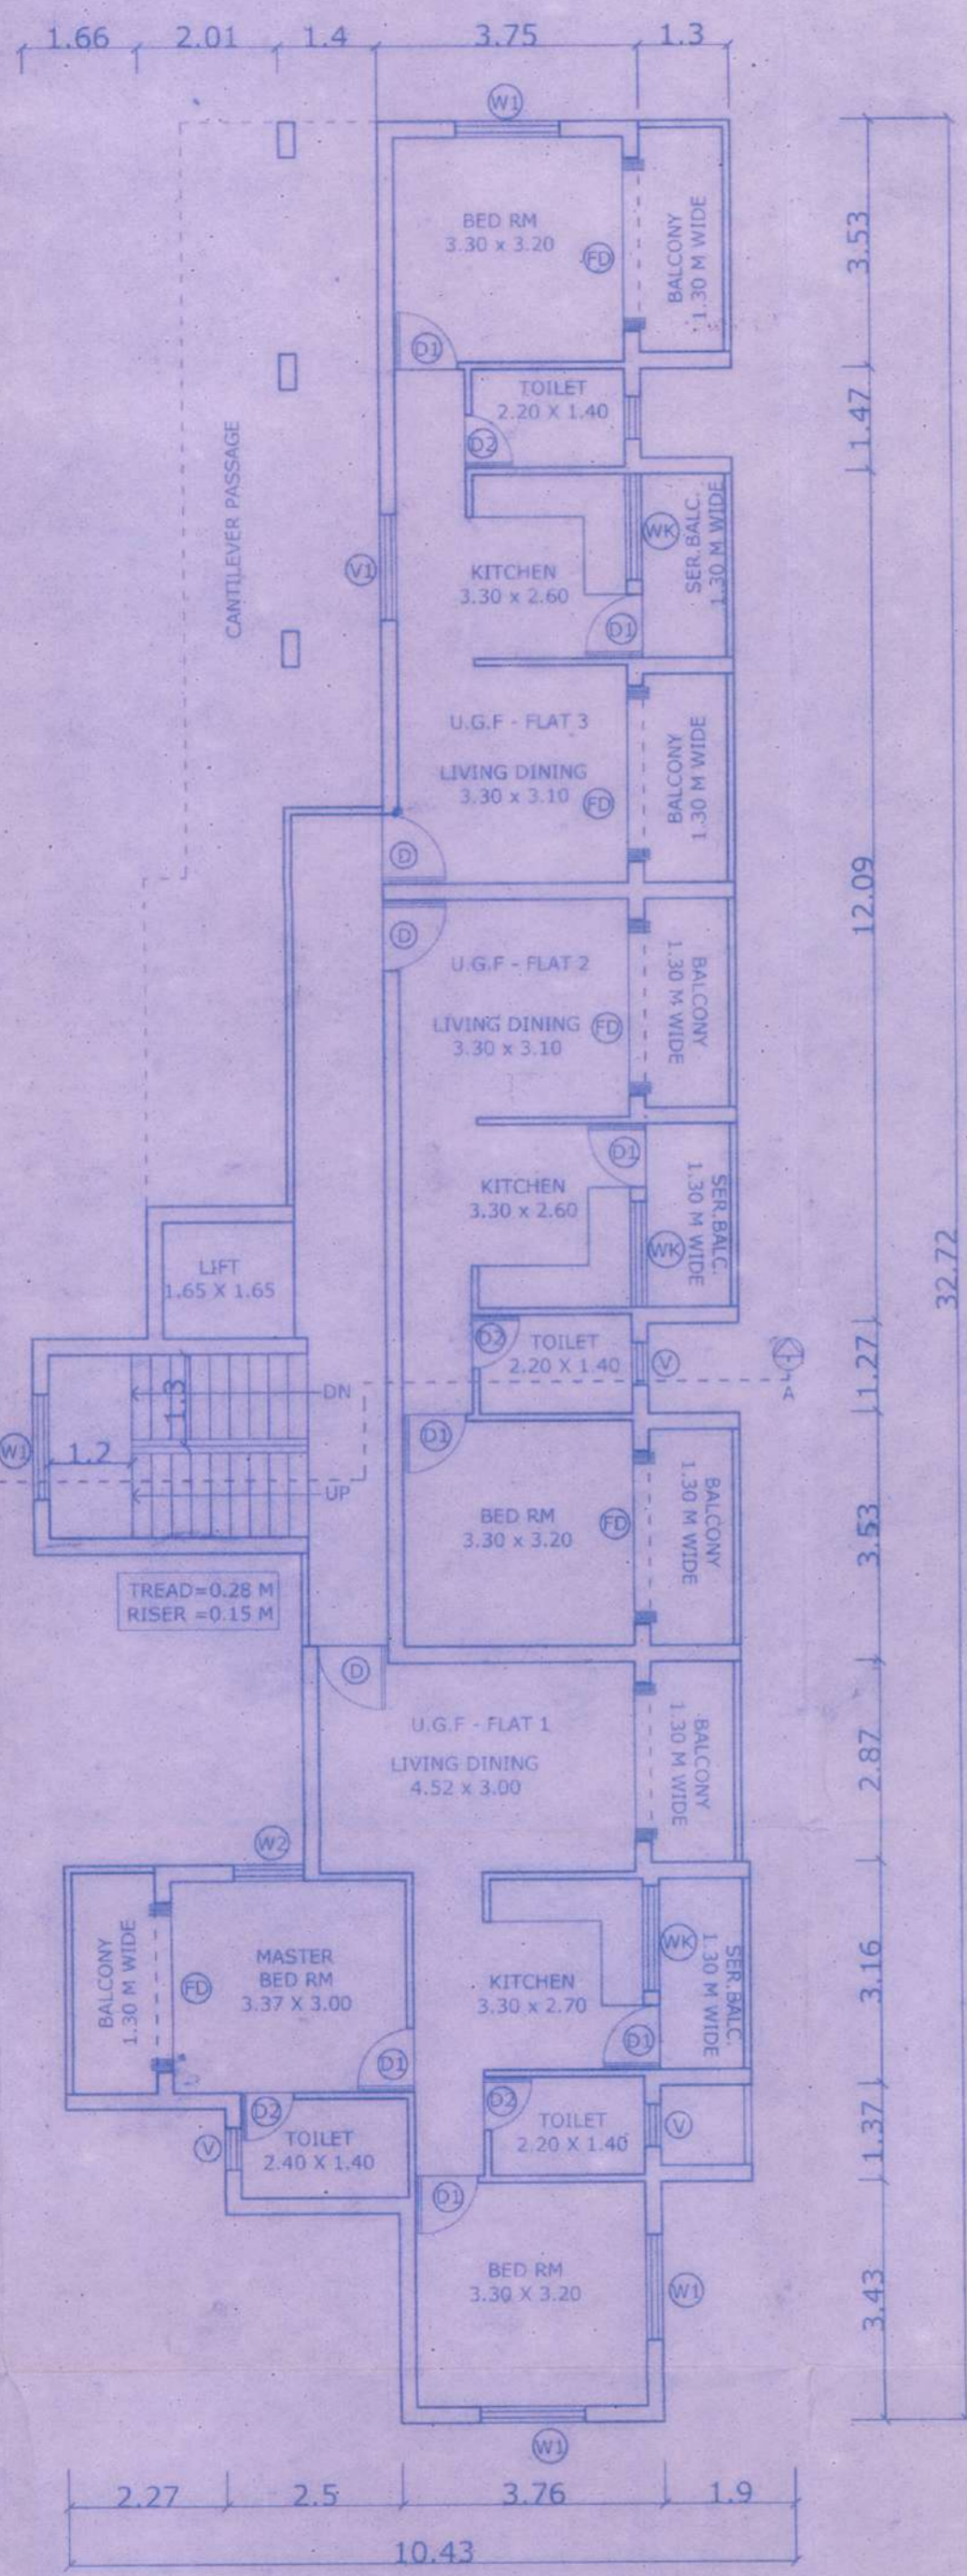 1.66 2.01 1.4 3.75 1.3
W1
BED RM
3.30 x 3.20
FD
BALCONY
1.30 M WIDE
3.53
D1
TOILET
2.20 X 1.40
D2
1.47
CANTILEVER PASSAGE
V1
KITCHEN
3.30 x 2.60
WK
SER.BALC.
1.30 M WIDE
D1
U.G.F - FLAT 3
LIVING DINING
3.30 x 3.10
FD
BALCONY
1.30 M WIDE
D
12.09
D
U.G.F - FLAT 2
LIVING DINING
3.30 x 3.10
FD
BALCONY
1.30 M WIDE
D1
KITCHEN
3.30 x 2.60
WK
SER.BALC.
1.30 M WIDE
32.72
LIFT
1.65 X 1.65
D2
TOILET
2.20 X 1.40
V
1.27
A
DN
1.3
W1
1.2
UP
D1
BED RM
3.30 x 3.20
FD
BALCONY
1.30 M WIDE
3.53
TREAD=0.28 M
RISER =0.15 M
D
U.G.F - FLAT 1
LIVING DINING
4.52 x 3.00
BALCONY
1.30 M WIDE
2.87
W2
BALCONY
1.30 M WIDE
FD
MASTER
BED RM
3.37 X 3.00
D1
KITCHEN
3.30 x 2.70
WK
SER.BALC.
1.30 M WIDE
D1
3.16
D2
V
TOILET
2.40 X 1.40
D2
TOILET
2.20 X 1.40
V
1.37
D1
BED RM
3.30 X 3.20
W1
3.43
W1
2.27 2.5 3.76 1.9
10.43